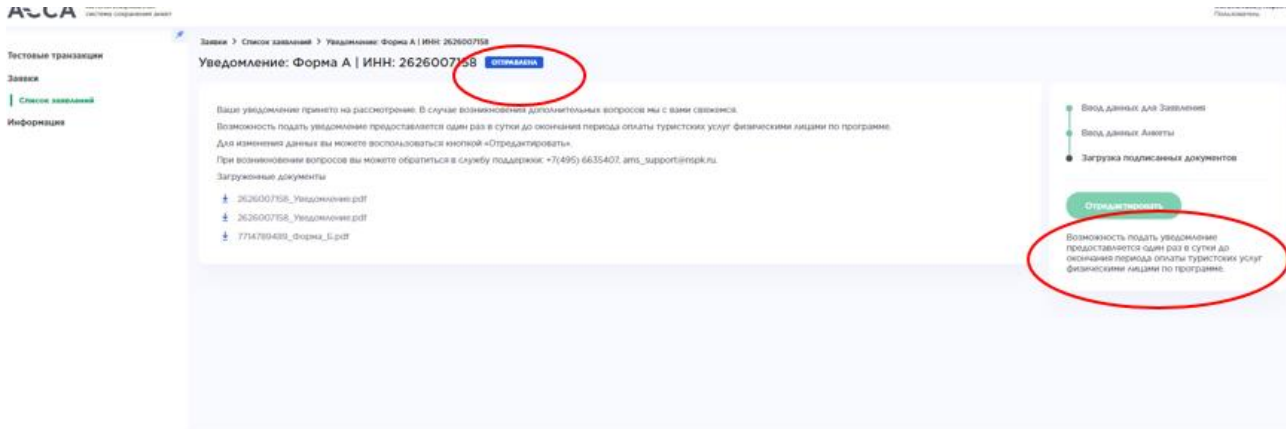 АССА
систему сохранения анкет
Пользователь
Тестовые транзакции
Заявки
Список заявлений
Информация
Заявки > Список заявлений > Уведомление: Форма А | ИНН: 2626007158
Уведомление: Форма А | ИНН: 2626007158 ОТПРАВЛЕНА
Ваше уведомление принято на рассмотрение. В случае возникновения дополнительных вопросов мы с вами свяжемся.
Возможность подать уведомление предоставляется один раз в сутки до окончания периода оплаты туристских услуг физическими лицами по программе.
Для изменения данных вы можете воспользоваться кнопкой «Отредактировать».
При возникновении вопросов вы можете обратиться в службу поддержки: +7(495) 6635407, ams_support@nspk.ru.
Загруженные документы
2626007158_Уведомление.pdf
2626007158_Уведомление.pdf
7714789489_Форма_Б.pdf
Ввод данных для Заявления
Ввод данных Анкеты
Загрузка подписанных документов
Отредактировать
Возможность подать уведомление
предоставляется один раз в сутки до
окончания периода оплаты туристских услуг
физическими лицами по программе.